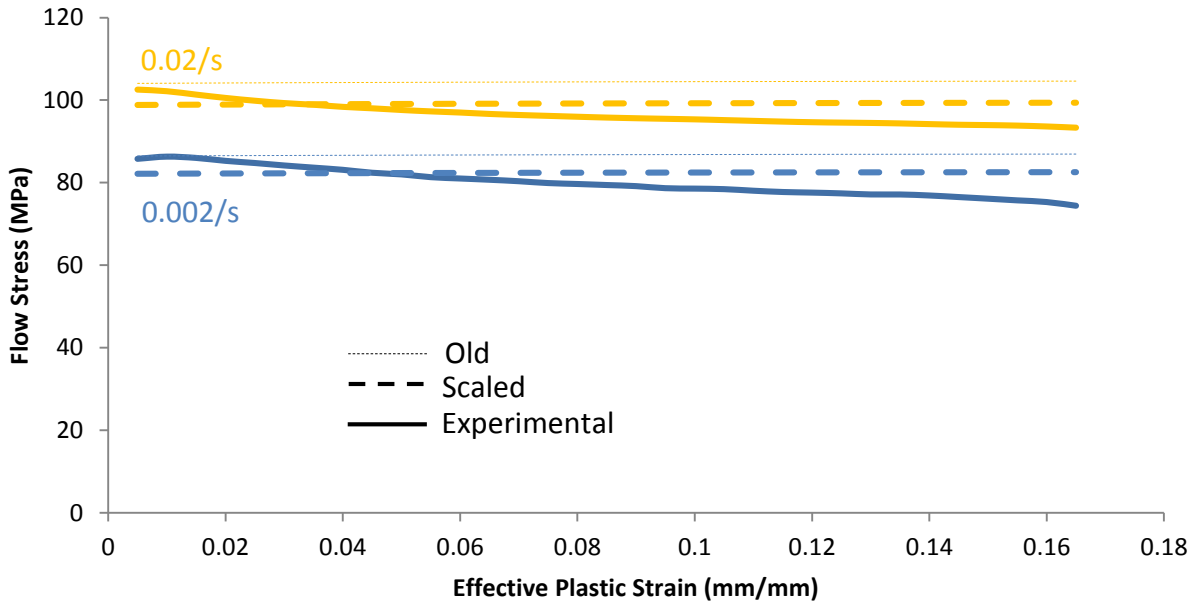 120
100
80
60
40
20
0
Flow Stress (MPa)
0.02/s
0.002/s
Old
Scaled
Experimental
0 0.02 0.04 0.06 0.08 0.1 0.12 0.14 0.16 0.18
Effective Plastic Strain (mm/mm)